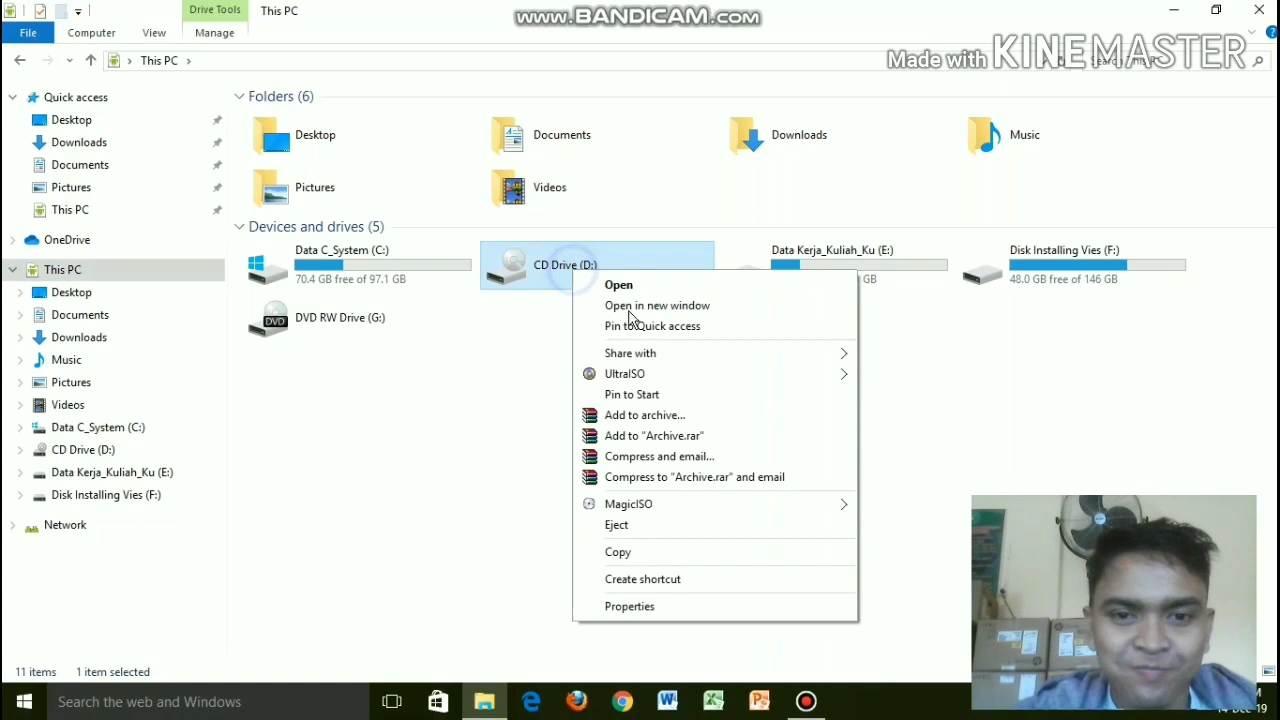 Drive Tools
This PC
www.BANDICAM.com
File
Computer
View
Manage
Made with KINEMASTER
This PC
Quick access
Desktop
Downloads
Documents
Pictures
This PC
OneDrive
This PC
Desktop
Documents
Downloads
Music
Pictures
Videos
Data C_System (C:)
CD Drive (D:)
Data Kerja_Kuliah_Ku (E:)
Disk Installing Vies (F:)
Network
Folders (6)
Desktop
Documents
Downloads
Music
Pictures
Videos
Devices and drives (5)
Data C_System (C:)
70.4 GB free of 97.1 GB
CD Drive (D:)
Data Kerja_Kuliah_Ku (E:)
GB
Disk Installing Vies (F:)
48.0 GB free of 146 GB
DVD
DVD RW Drive (G:)
Open
Open in new window
Pin to Quick access
Share with
UltraISO
Pin to Start
Add to archive...
Add to "Archive.rar"
Compress and email...
Compress to "Archive.rar" and email
MagicISO
Eject
Copy
Create shortcut
Properties
11 items
1 item selected
Search the web and Windows